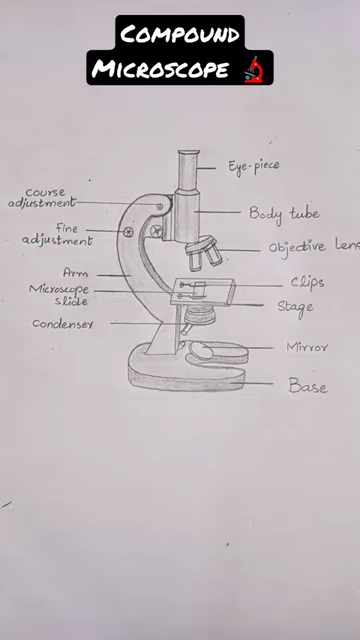 COMPOUND
MICROSCOPE
Eye-piece
Course
adjustment
Body tube
Fine
adjustment
Objective Lens
Arm
Clips
Microscope
slide
Stage
Condenser
Mirror
Base